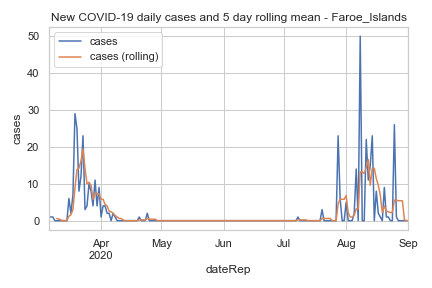 New COVID-19 daily cases and 5 day rolling mean - Faroe_Islands
cases
cases (rolling)
50
40
30
20
10
0
cases
Apr May Jun Jul Aug Sep
2020
dateRep